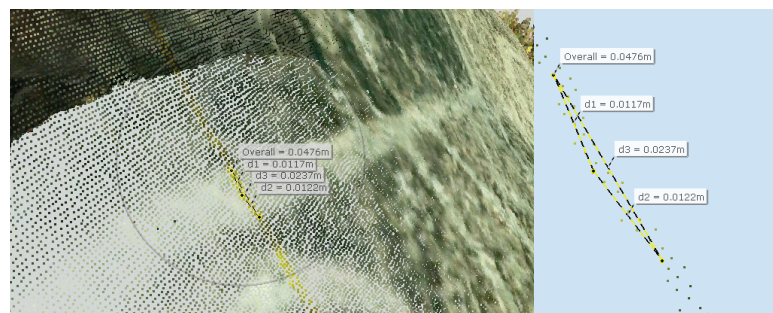 Overall = 0.0476m
d1 = 0.0117m
d3 = 0.0237m
d2 = 0.0122m
Overall = 0.0476m
d1 = 0.0117m
d3 = 0.0237m
d2 = 0.0122m